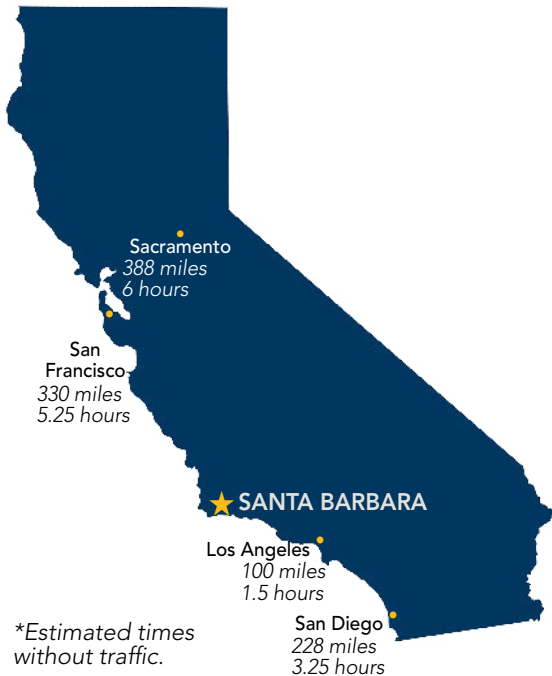 Sacramento
388 miles
6 hours
San
Francisco
330 miles
5.25 hours
SANTA BARBARA
Los Angeles
100 miles
1.5 hours
San Diego
228 miles
3.25 hours
*Estimated times
without traffic.